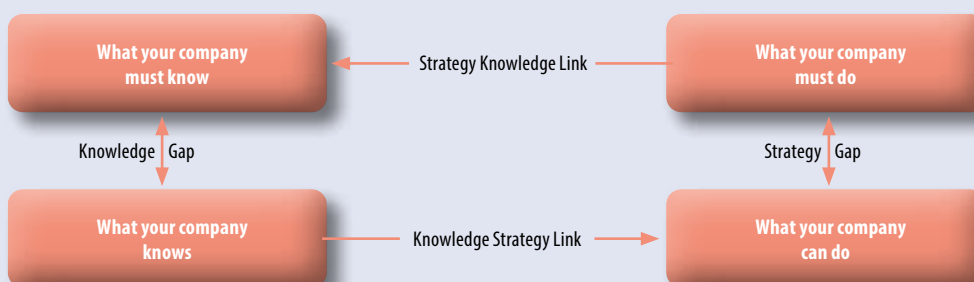 What your company
must know
Strategy Knowledge Link
What your company
must do
Knowledge Gap
Strategy Gap
What your company
knows
Knowledge Strategy Link
What your company
can do